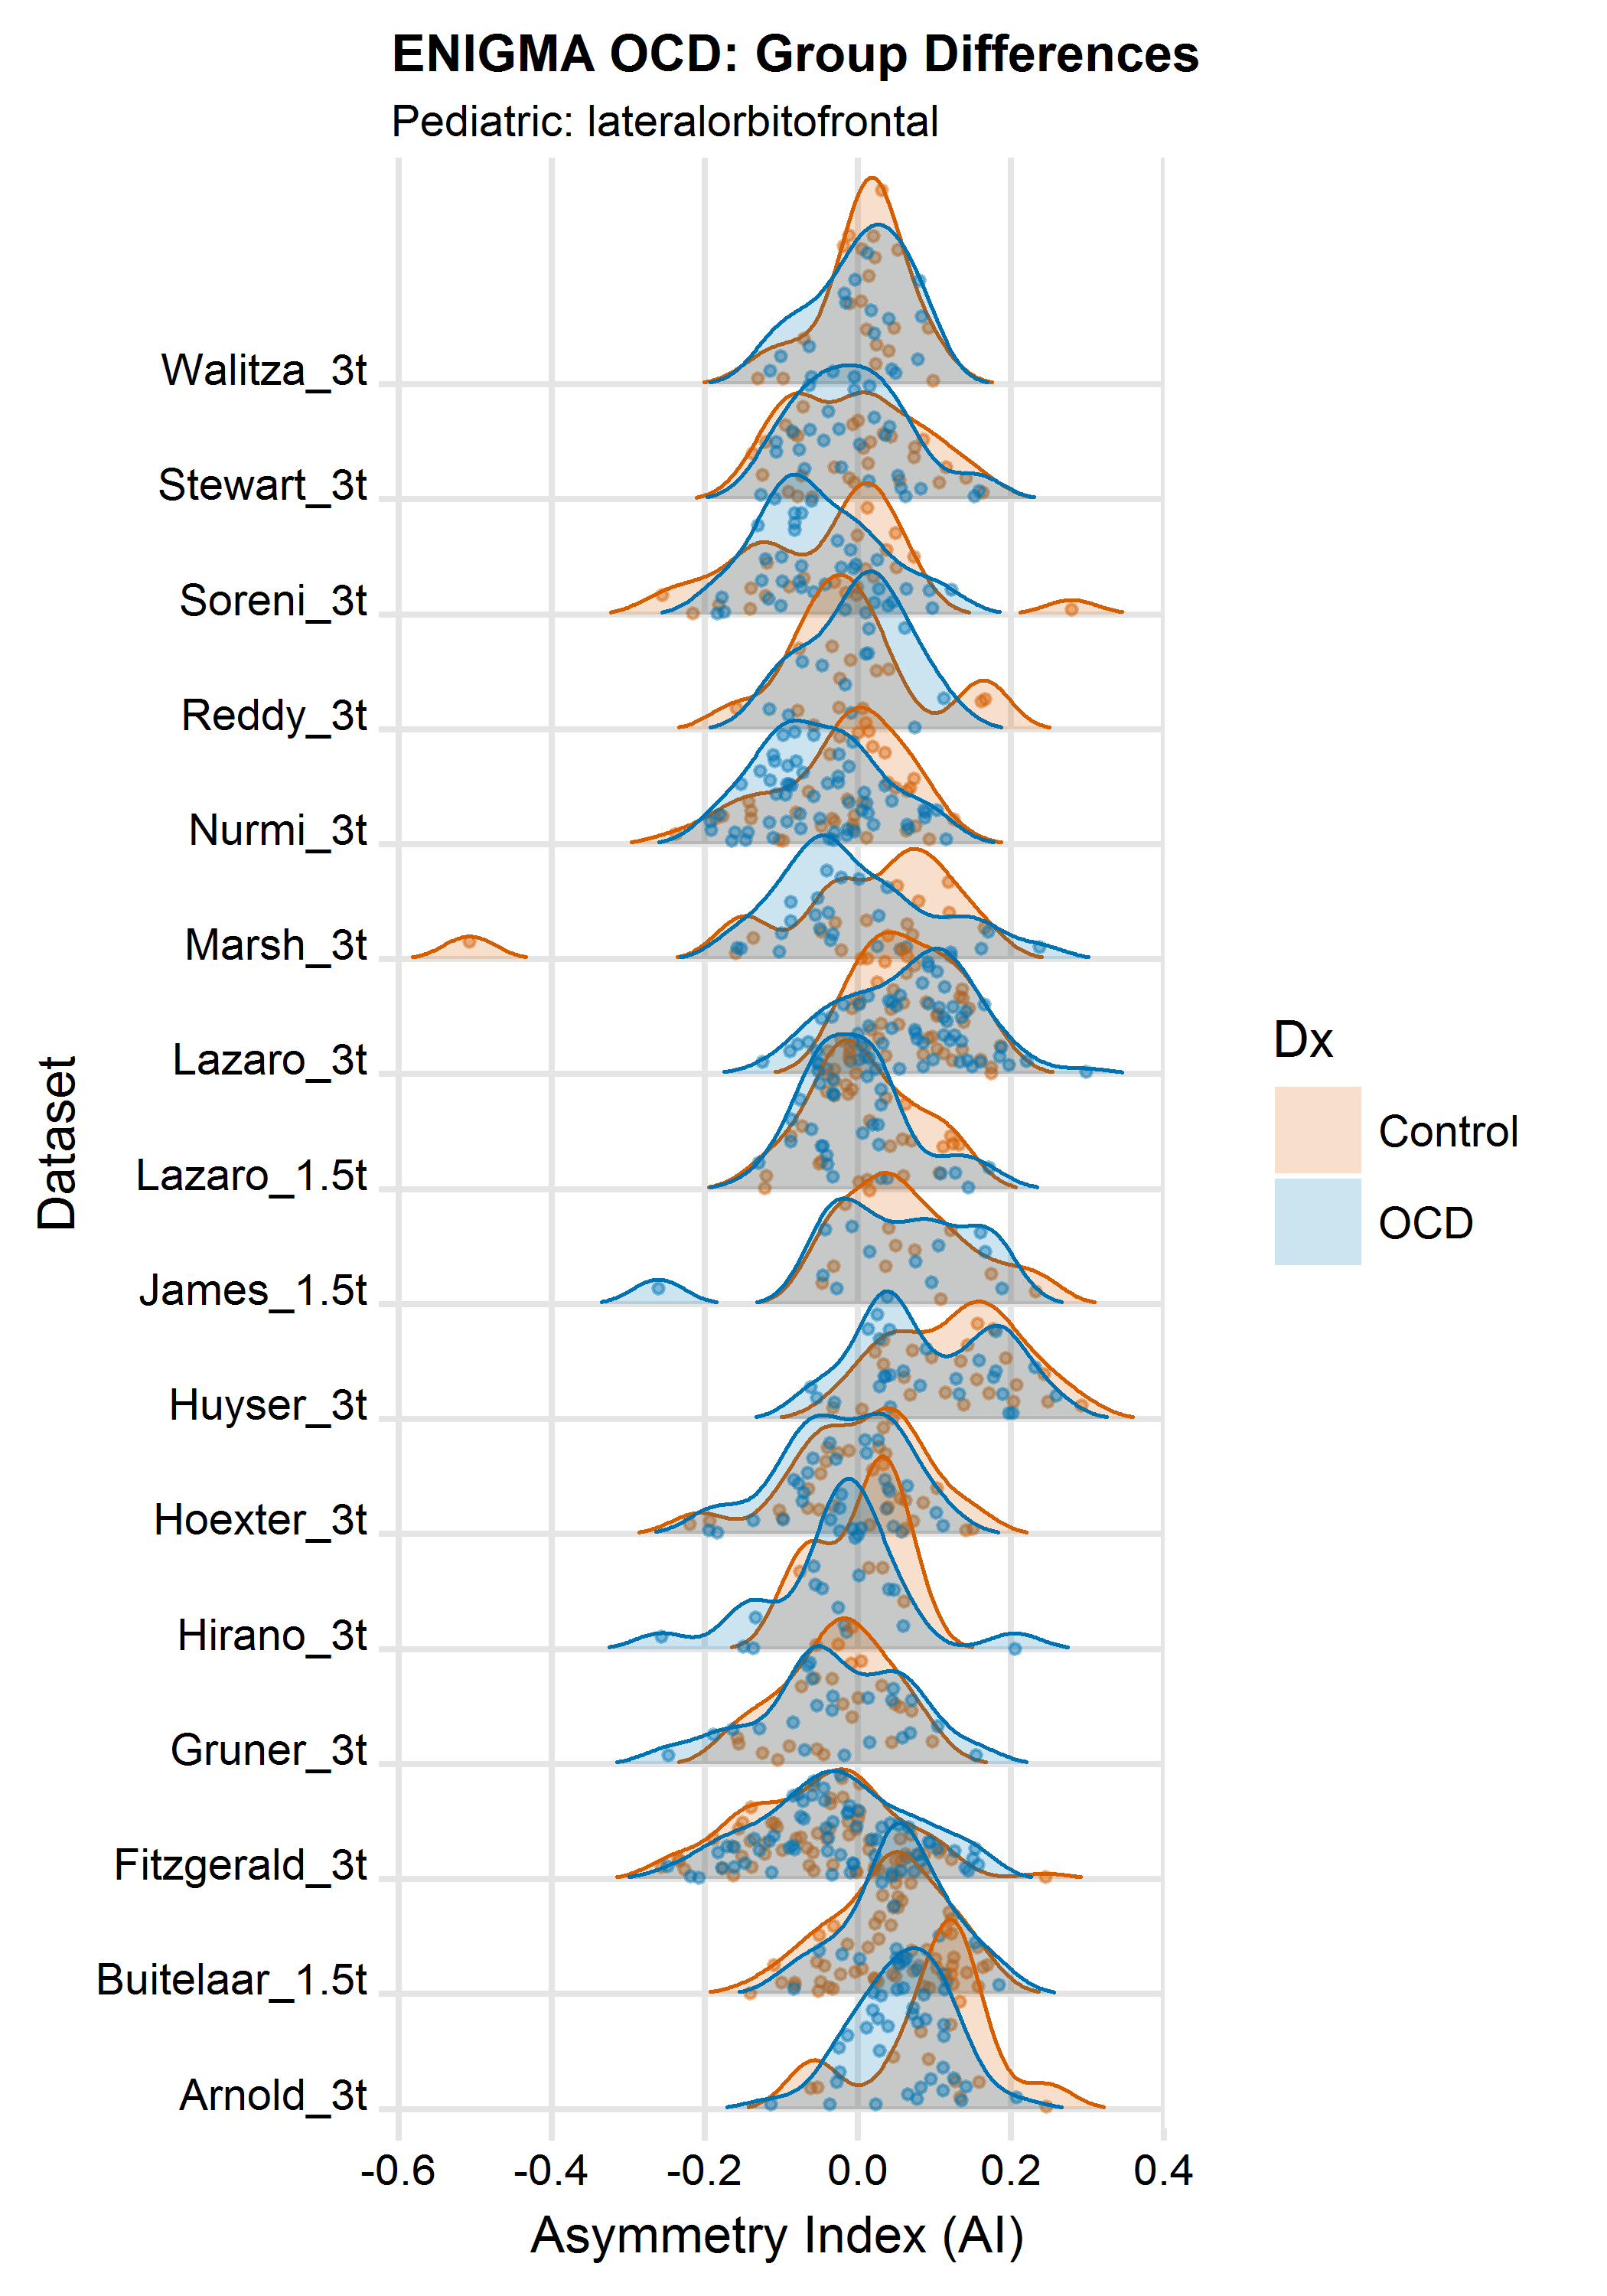 ENIGMA OCD: Group Differences
Pediatric: lateralorbitofrontal
Walitza_3t
Stewart_3t
Soreni_3t
Reddy_3t
Nurmi_3t
Marsh_3t
Lazaro_3t
Lazaro_1.5t
James_1.5t
Huyser_3t
Hoexter_3t
Hirano_3t
Gruner_3t
Fitzgerald_3t
Buitelaar_1.5t
Arnold_3t
Dataset
-0.6 -0.4 -0.2 0.0 0.2 0.4
Asymmetry Index (AI)
Dx
Control
OCD